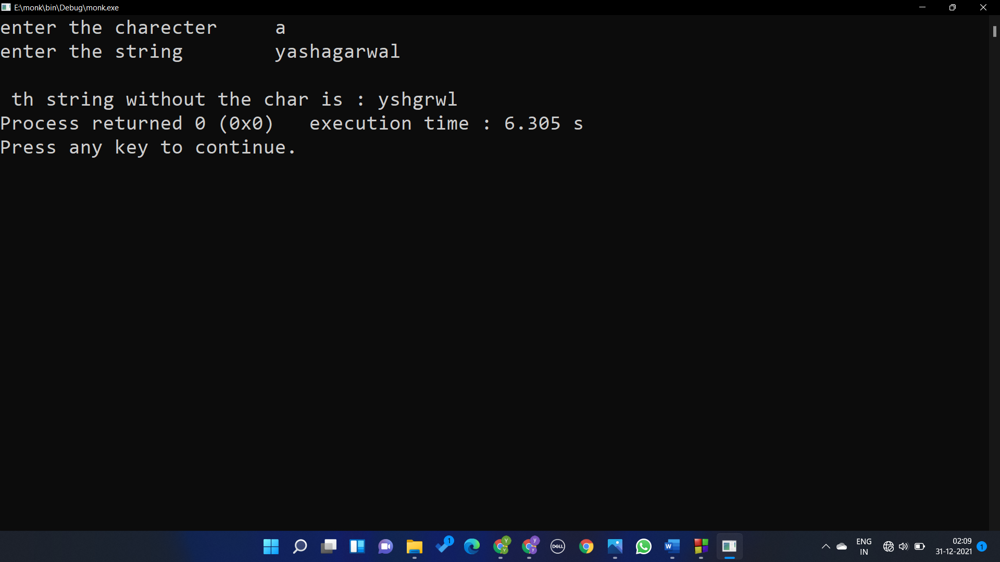 E:\monk\bin\Debug\monk.exe
enter the charecter     a
enter the string        yashagarwal
 th string without the char is : yshgrwl
Process returned 0 (0x0)   execution time : 6.305 s
Press any key to continue.
1
Y
Y
y
y
DELL
W
ENG
IN
02:09
31-12-2021
1